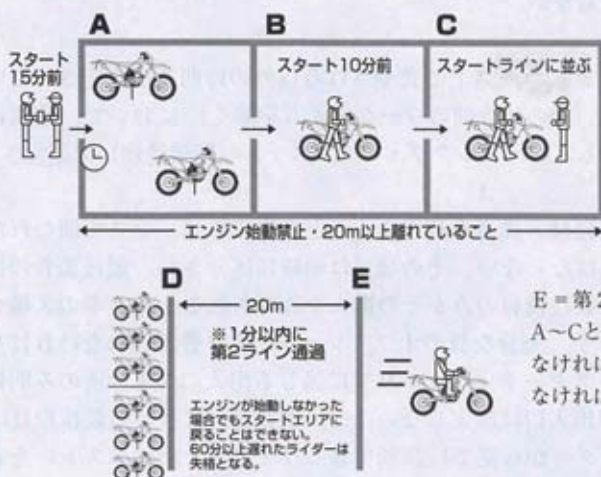 A
B
C
スタート
15分前
スタート10分前
スタートラインに並ぶ
エンジン始動禁止・20m以上離れていること
D
20m
E
※1分以内に
第2ライン通過
エンジンが始動しなかった
場合でもスタートエリアに
戻ることはできない。
60分以上遅れたライダーは
失格となる。
E＝第2
A〜Cと
なければ
なければ